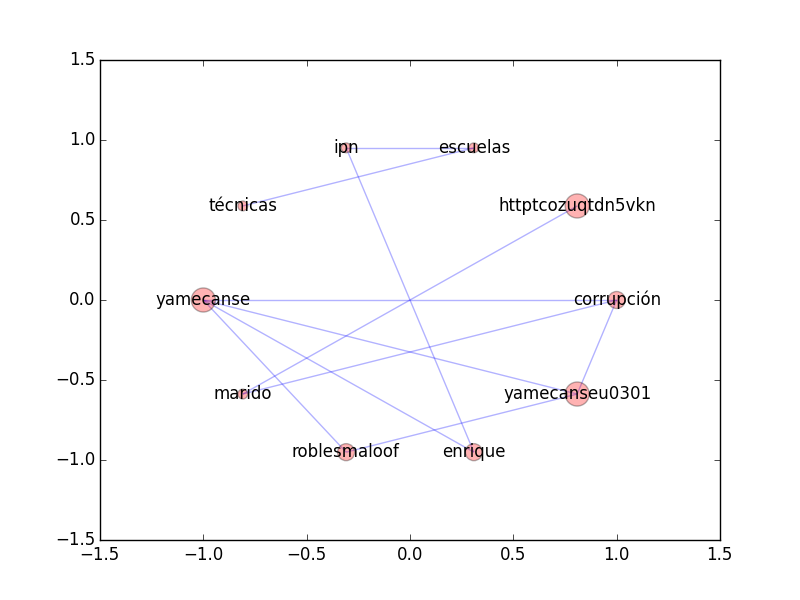 1.5
1.0
0.5
0.0
−0.5
−1.0
−1.5
ipn
escuelas
técnicas
httptcozuqtdn5vkn
yamecanse
corrupción
marido
yamecanseu0301
roblesmaloof
enrique
−1.5
−1.0
−0.5
0.0
0.5
1.0
1.5